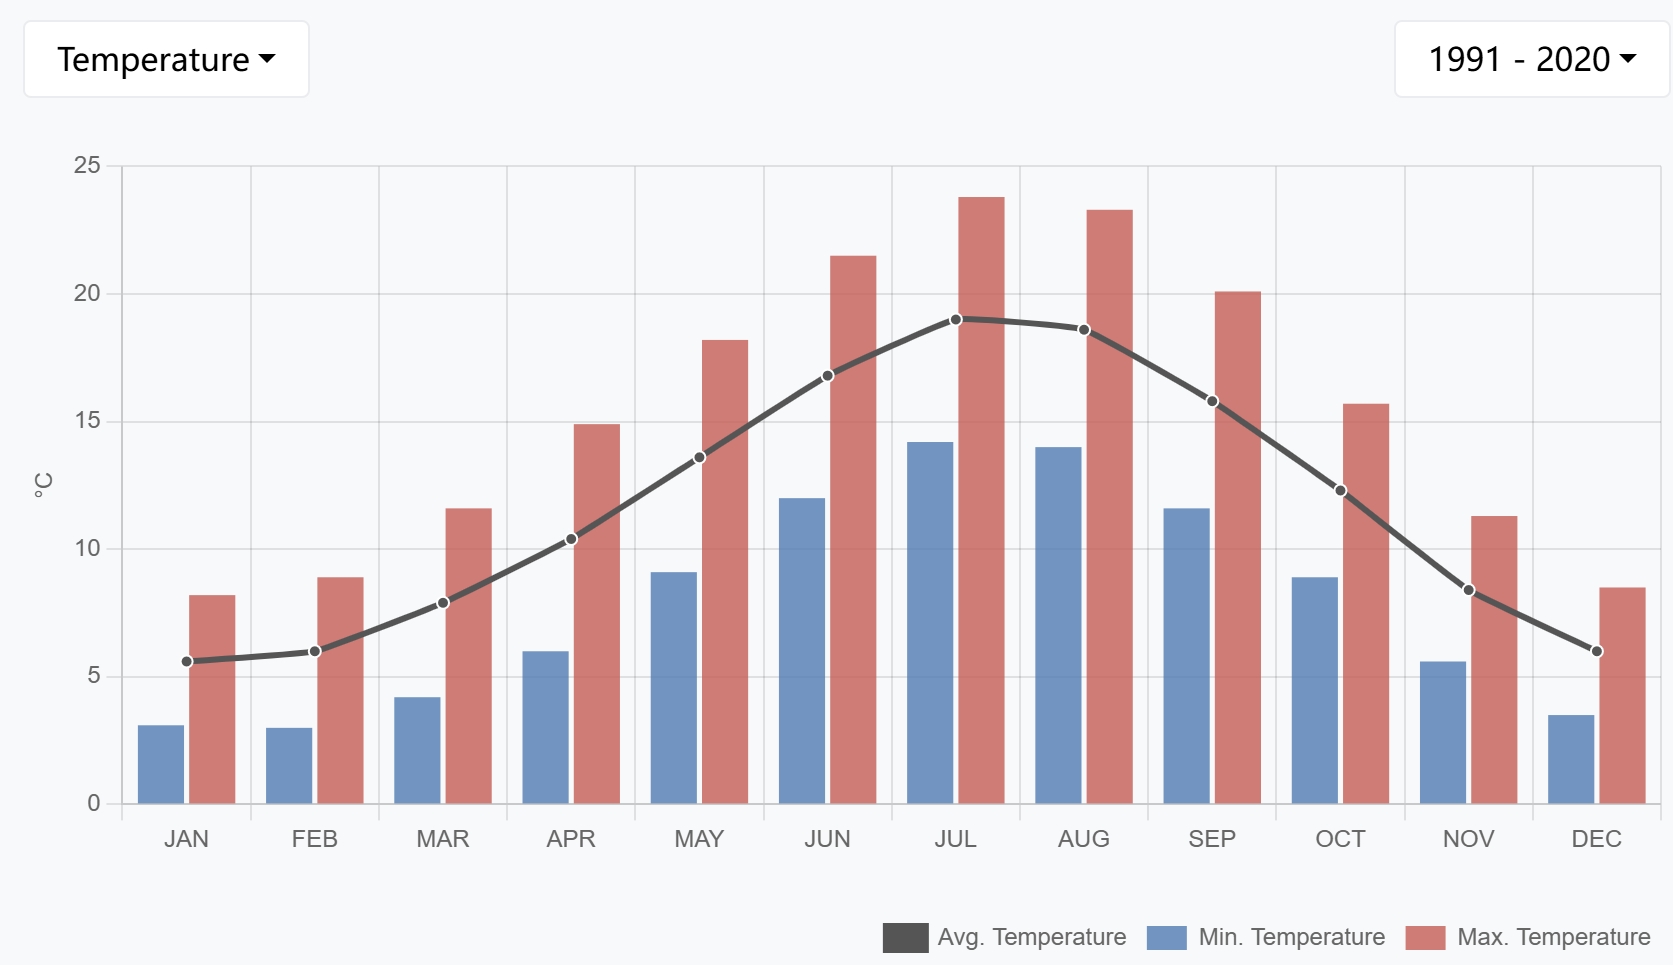 Temperature
1991 - 2020
25
20
15
10
5
0
°C
JAN FEB MAR APR MAY JUN JUL AUG SEP OCT NOV DEC
Avg. Temperature Min. Temperature Max. Temperature